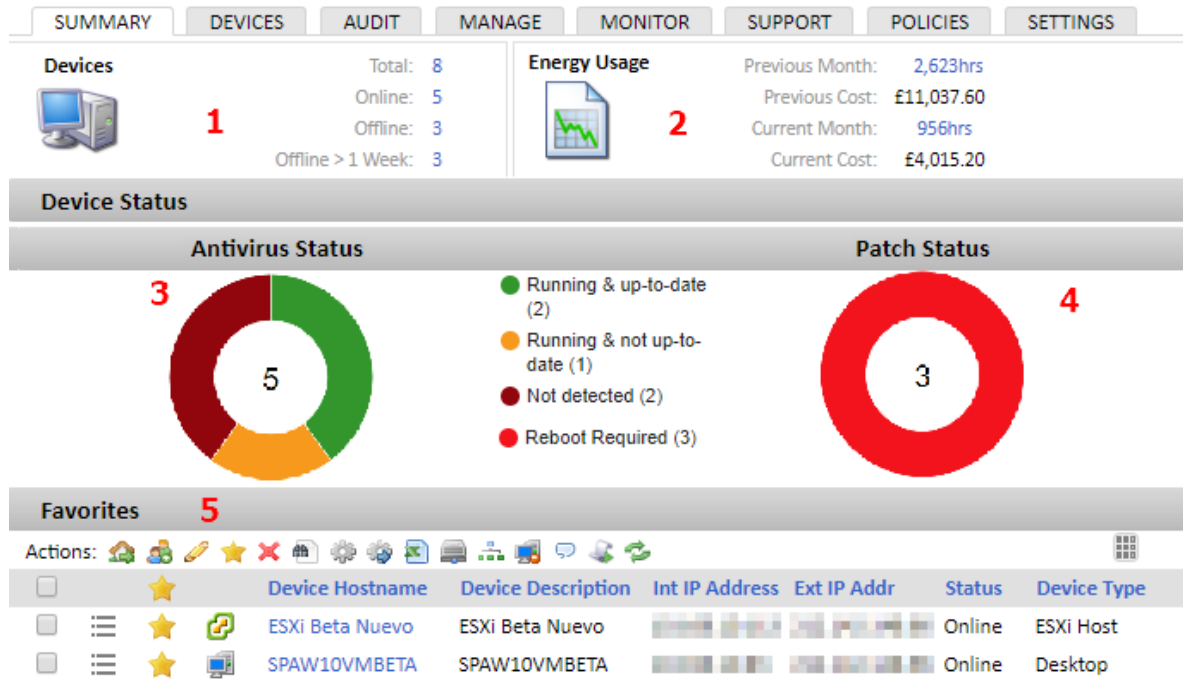 SUMMARY DEVICES AUDIT MANAGE MONITOR SUPPORT POLICIES SETTINGS
Devices
Total: 8
Online: 5
Offline: 3
Offline > 1 Week: 3
1
Energy Usage
Previous Month: 2,623hrs
Previous Cost: £11,037.60
Current Month: 956hrs
Current Cost: £4,015.20
2
Device Status
Antivirus Status
3
5
Running & up-to-date
(2)
Running & not up-to-
date (1)
Not detected (2)
Reboot Required (3)
Patch Status
4
3
Favorites 5
Actions:
Device Hostname Device Description Int IP Address Ext IP Addr Status Device Type
ESXi Beta Nuevo ESXi Beta Nuevo Online ESXi Host
SPAW10VMBETA SPAW10VMBETA Online Desktop